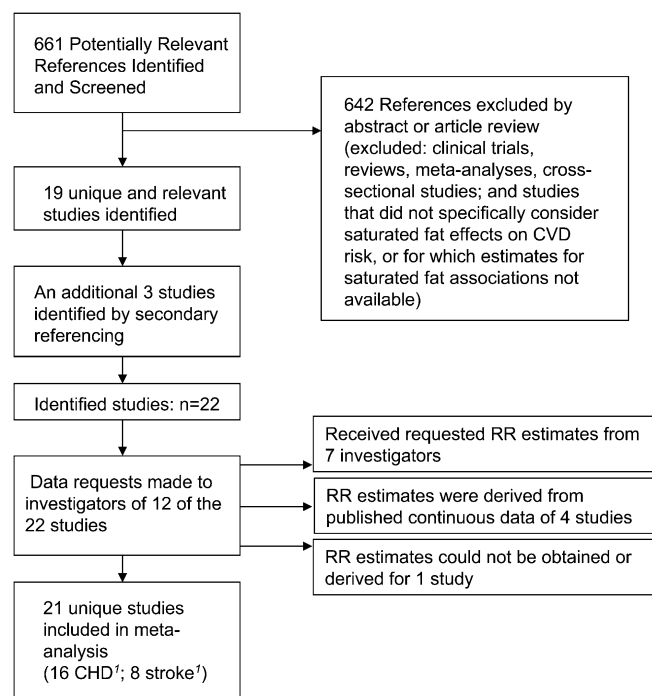 661 Potentially Relevant
References Identified
and Screened
642 References excluded by
abstract or article review
(excluded: clinical trials,
reviews, meta-analyses, cross-
sectional studies; and studies
that did not specifically consider
saturated fat effects on CVD
risk, or for which estimates for
saturated fat associations not
available)
19 unique and relevant
studies identified
An additional 3 studies
identified by secondary
referencing
Identified studies: n=22
Data requests made to
investigators of 12 of the
22 studies
Received requested RR estimates from
7 investigators
RR estimates were derived from
published continuous data of 4 studies
RR estimates could not be obtained or
derived for 1 study
21 unique studies
included in meta-
analysis
(16 CHD¹; 8 stroke¹)